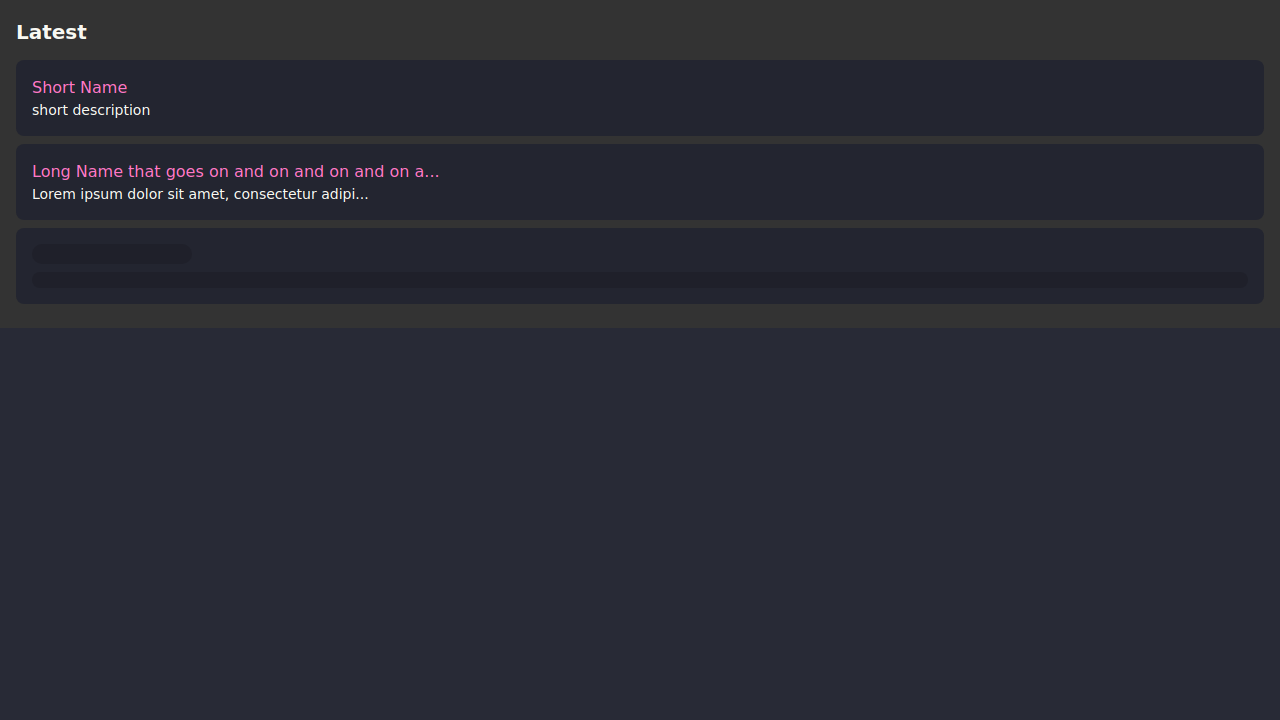 Latest
Short Name
short description
Long Name that goes on and on and on and on a...
Lorem ipsum dolor sit amet, consectetur adipi...